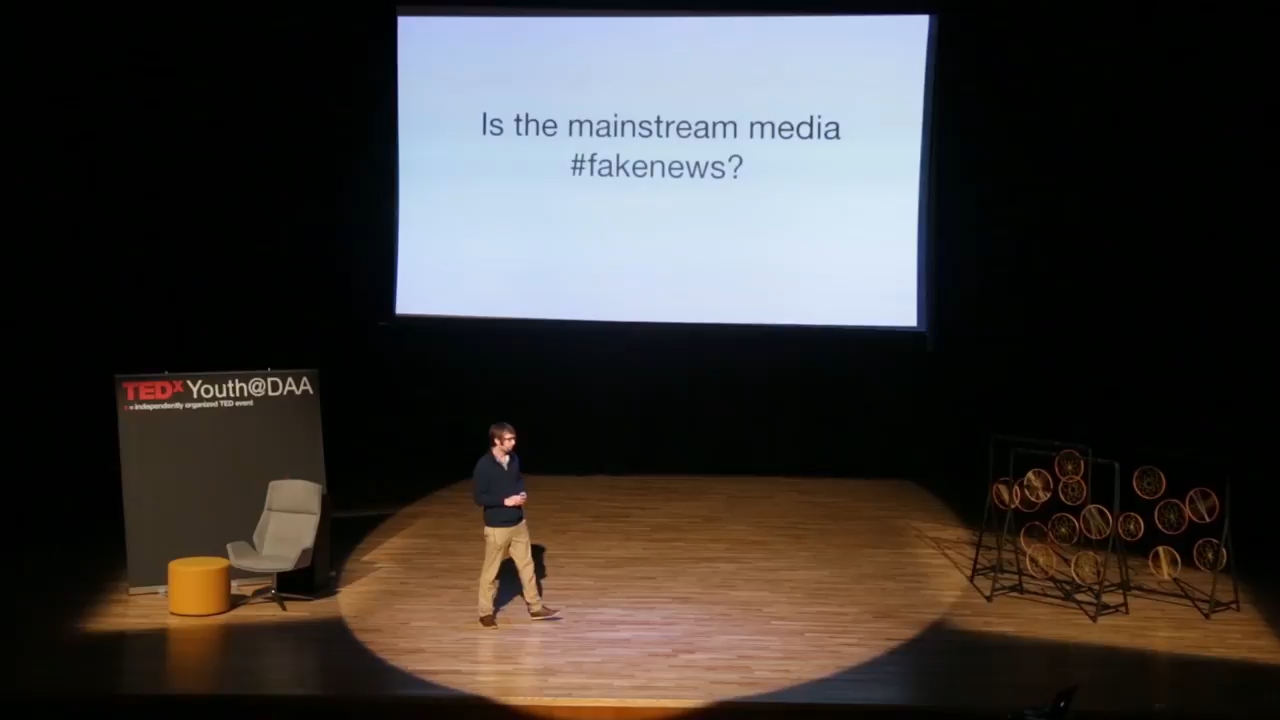 Is the mainstream media
#fakenews?
TEDx Youth@DAA
x = independently organized TED event